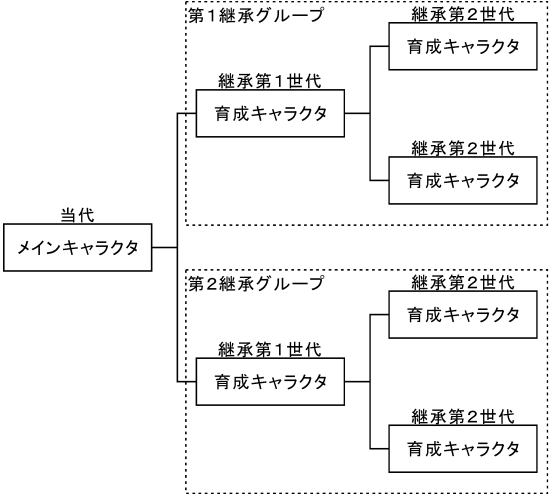 第１継承グループ
継承第２世代
育成キャラクタ
継承第１世代
育成キャラクタ
継承第２世代
育成キャラクタ
当代
メインキャラクタ
第２継承グループ
継承第２世代
育成キャラクタ
継承第１世代
育成キャラクタ
継承第２世代
育成キャラクタ